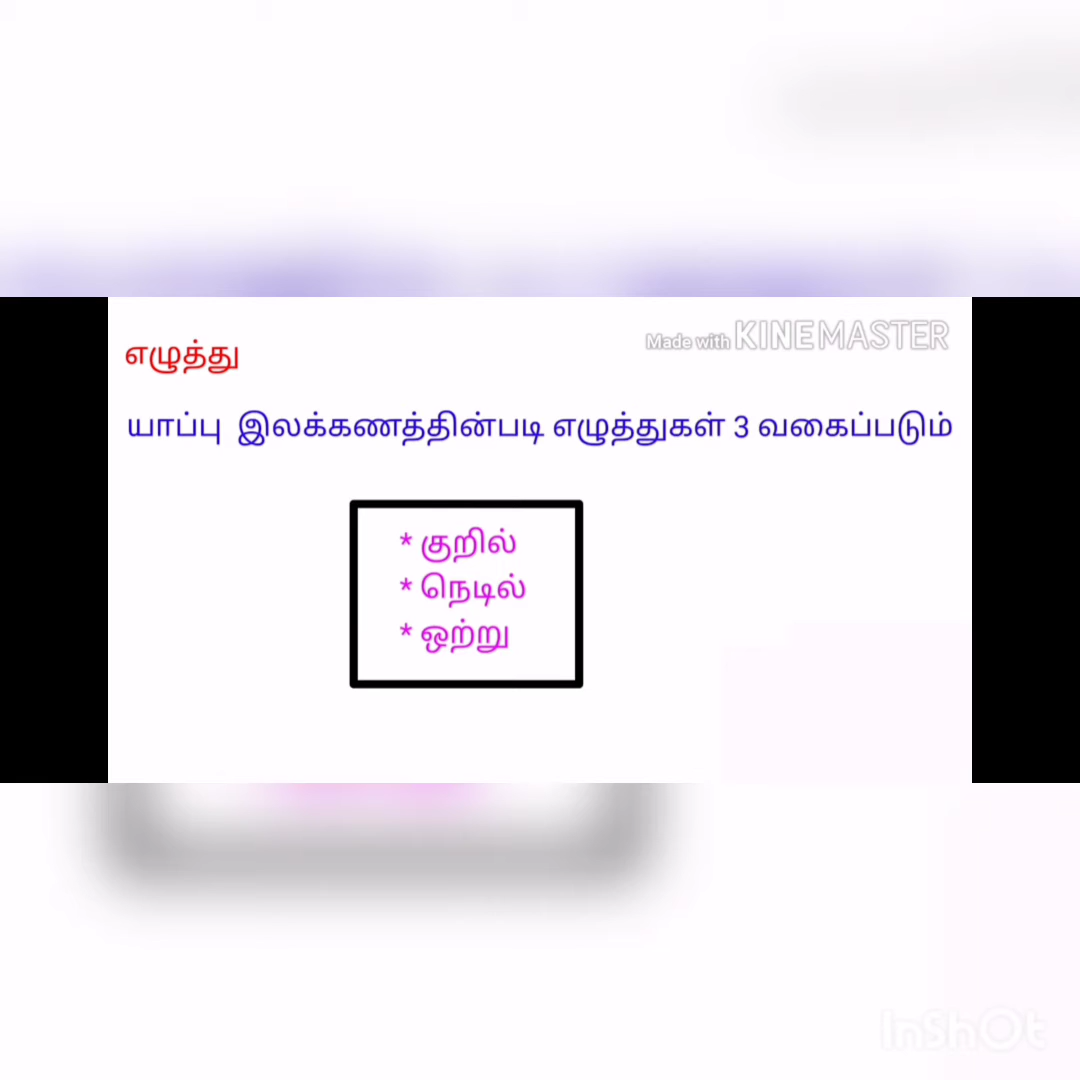 Made with KINEMASTER
எழுத்து
யாப்பு இலக்கணத்தின்படி எழுத்துகள் 3 வகைப்படும்
* குறில்
* நெடில்
* ஒற்று
InShOt